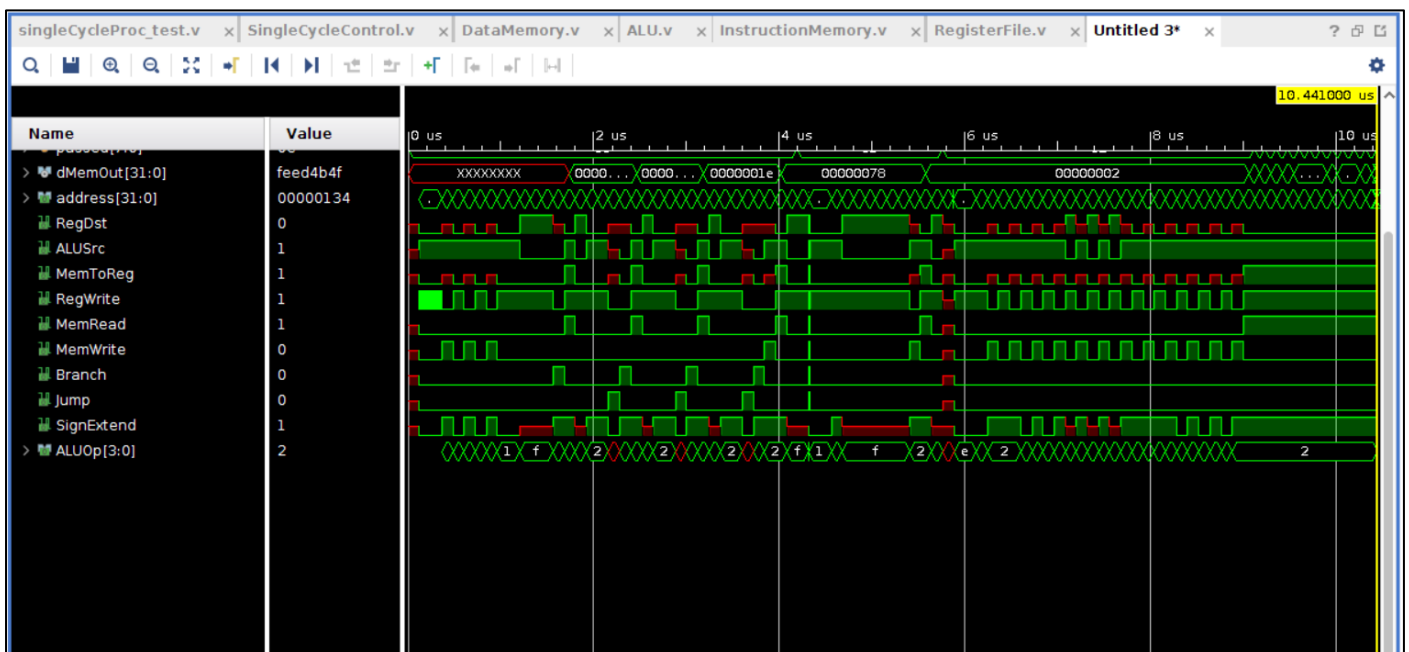 singleCycleProc_test.v × SingleCycleControl.v × DataMemory.v × ALU.v × InstructionMemory.v × RegisterFile.v × Untitled 3* × ?
10.441000 us
Name Value 0 us 2 us 4 us 6 us 8 us 10 us
dMemOut[31:0] feed4b4f XXXXXXXX 0000... 0000... 0000001e 00000078 00000002 ... .
address[31:0] 00000134 . . .
RegDst 0
ALUSrc 1
MemToReg 1
RegWrite 1
MemRead 1
MemWrite 0
Branch 0
Jump 0
SignExtend 1
ALUOp[3:0] 2 1 f 2 2 2 2 f 1 f 2 e 2 2